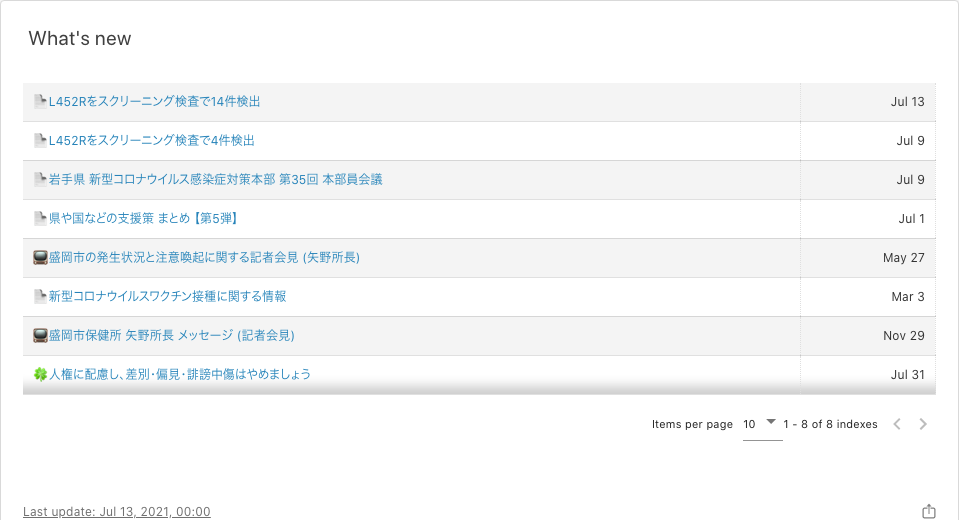 What's new
L452Rをスクリーニング検査で14件検出 Jul 13
L452Rをスクリーニング検査で4件検出 Jul 9
岩手県 新型コロナウイルス感染症対策本部 第35回 本部員会議 Jul 9
県や国などの支援策 まとめ【第5弾】 Jul 1
盛岡市の発生状況と注意喚起に関する記者会見 (矢野所長) May 27
新型コロナウイルスワクチン接種に関する情報 Mar 3
盛岡市保健所 矢野所長 メッセージ (記者会見) Nov 29
人権に配慮し、差別・偏見・誹謗中傷はやめましょう Jul 31
Items per page 10 1 - 8 of 8 indexes
Last update: Jul 13, 2021, 00:00